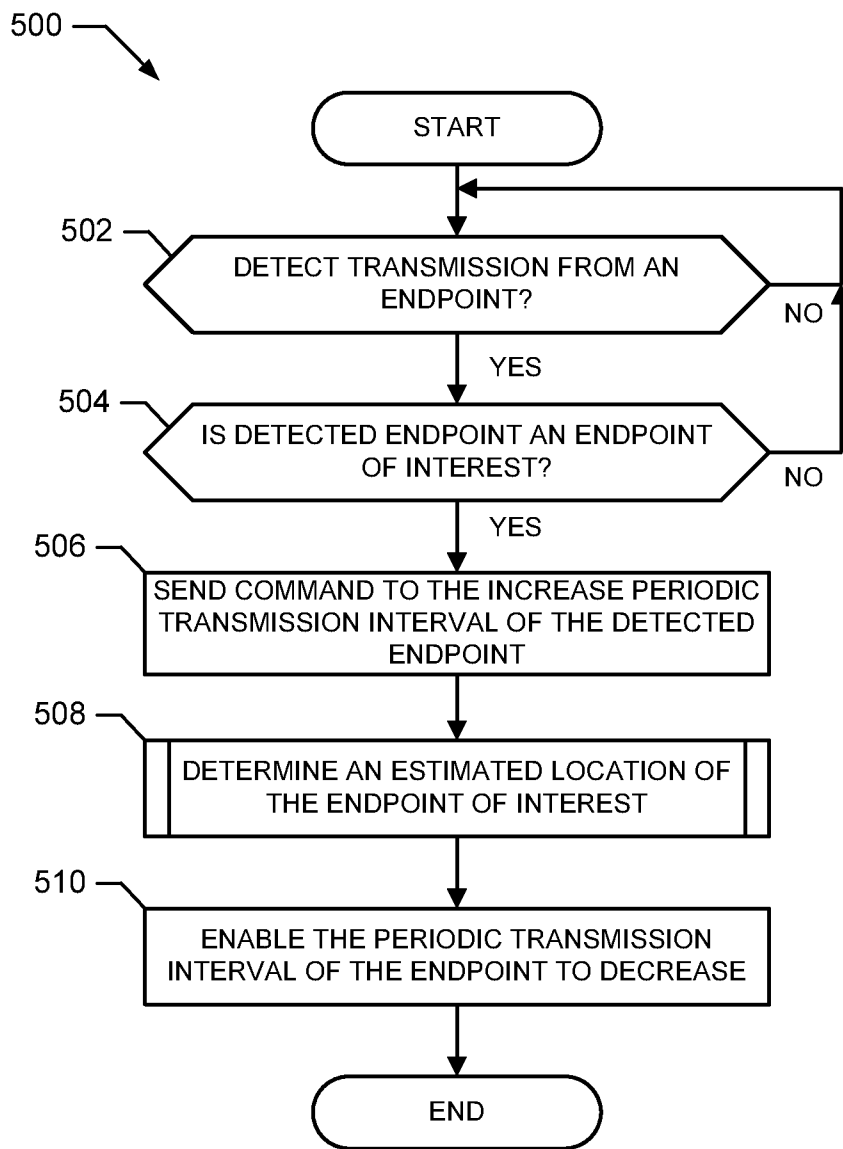 500
START
502
DETECT TRANSMISSION FROM AN
ENDPOINT?
NO
YES
504
IS DETECTED ENDPOINT AN ENDPOINT
OF INTEREST?
NO
YES
506
SEND COMMAND TO THE INCREASE PERIODIC
TRANSMISSION INTERVAL OF THE DETECTED
ENDPOINT
508
DETERMINE AN ESTIMATED LOCATION OF
THE ENDPOINT OF INTEREST
510
ENABLE THE PERIODIC TRANSMISSION
INTERVAL OF THE ENDPOINT TO DECREASE
END